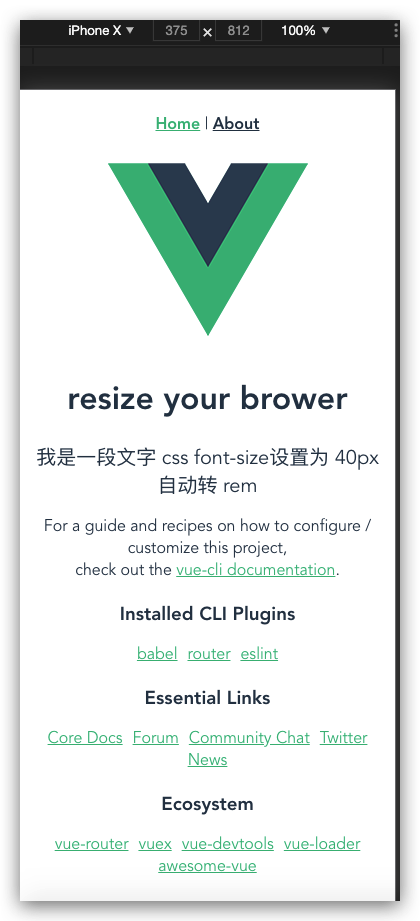 iPhone X ▼ 375 × 812 100% ▼
Home | About
resize your brower
我是一段文字 css font-size设置为 40px
自动转 rem
For a guide and recipes on how to configure /
customize this project,
check out the vue-cli documentation.
Installed CLI Plugins
babel router eslint
Essential Links
Core Docs Forum Community Chat Twitter
News
Ecosystem
vue-router vuex vue-devtools vue-loader
awesome-vue